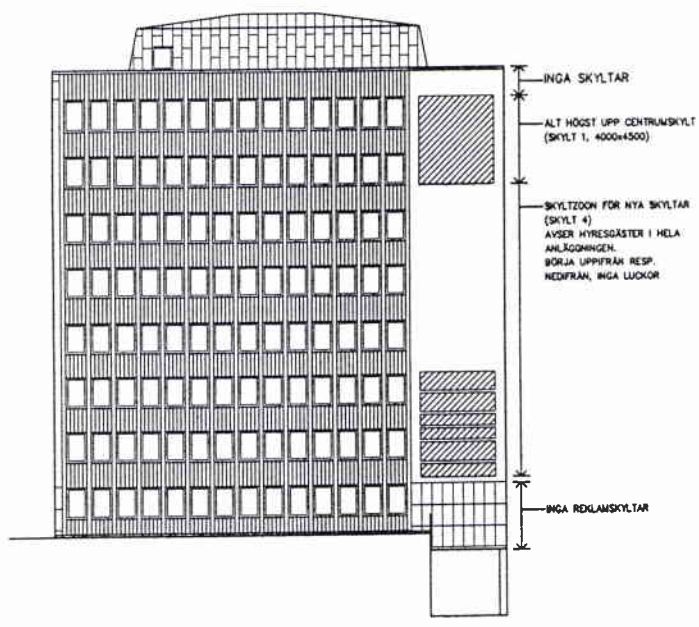 INGA SKYLTAR
ALT HÖGST UPP CENTRUMSKYLT
(SKYLT 1, 4000x4500)
SKYLTZOON FÖR NYA SKYLTAR
(SKYLT 4)
AVSER HYRESGÄSTER I HELA
ANLÄGGNINGEN.
BÖRJA UPPIFRÅN RESP.
NEDIFRÅN, INGA LUCKOR
INGA REKLAMSKYLTAR